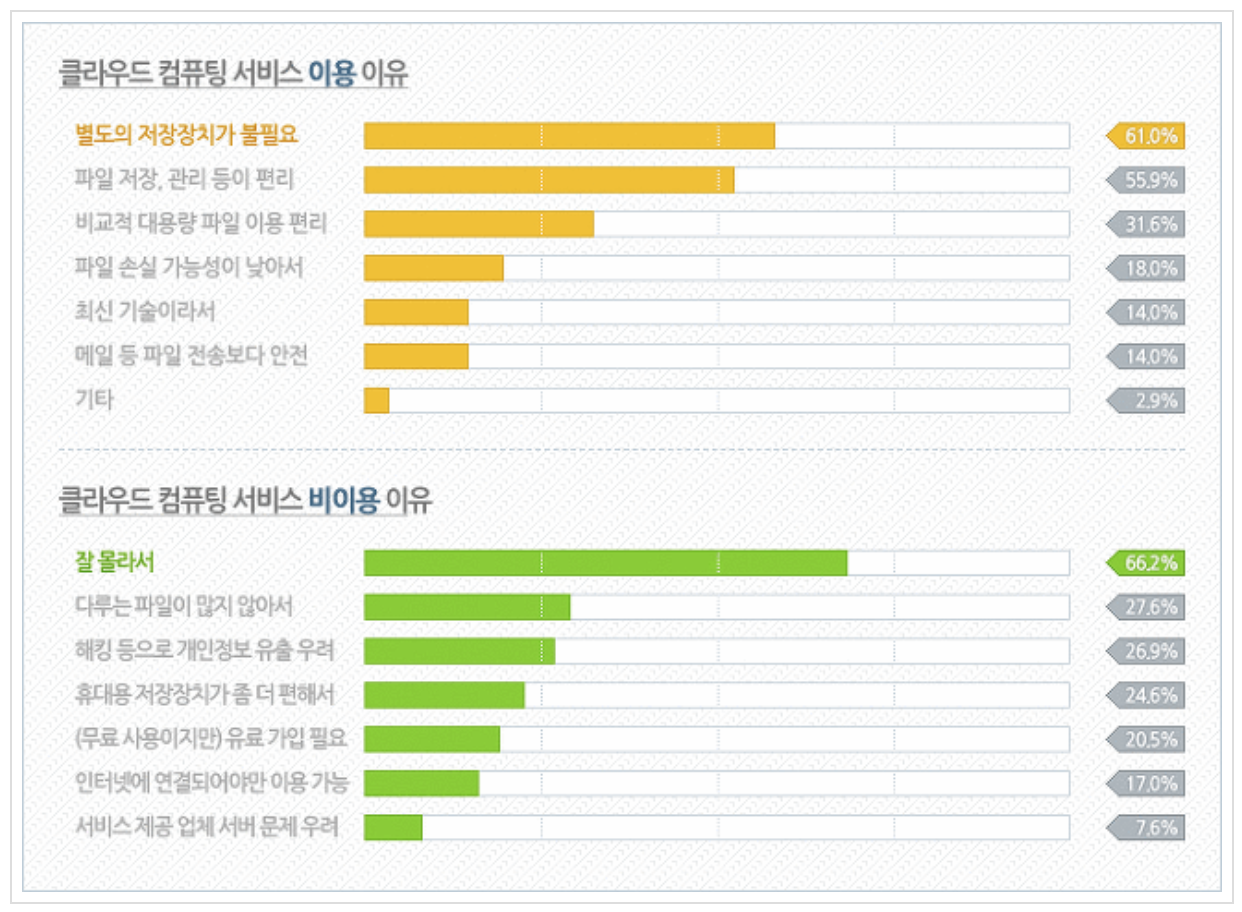 클라우드 컴퓨팅 서비스 이용 이유
별도의 저장장치가 불필요 61.0%
파일 저장, 관리 등이 편리 55.9%
비교적 대용량 파일 이용 편리 31.6%
파일 손실 가능성이 낮아서 18.0%
최신 기술이라서 14.0%
메일 등 파일 전송보다 안전 14.0%
기타 2.9%
클라우드 컴퓨팅 서비스 비이용 이유
잘 몰라서 66.2%
다루는 파일이 많지 않아서 27.6%
해킹 등으로 개인정보 유출 우려 26.9%
휴대용 저장장치가 좀 더 편해서 24.6%
(무료 사용이지만) 유료 가입 필요 20.5%
인터넷에 연결되어야만 이용 가능 17.0%
서비스 제공 업체 서버 문제 우려 7.6%